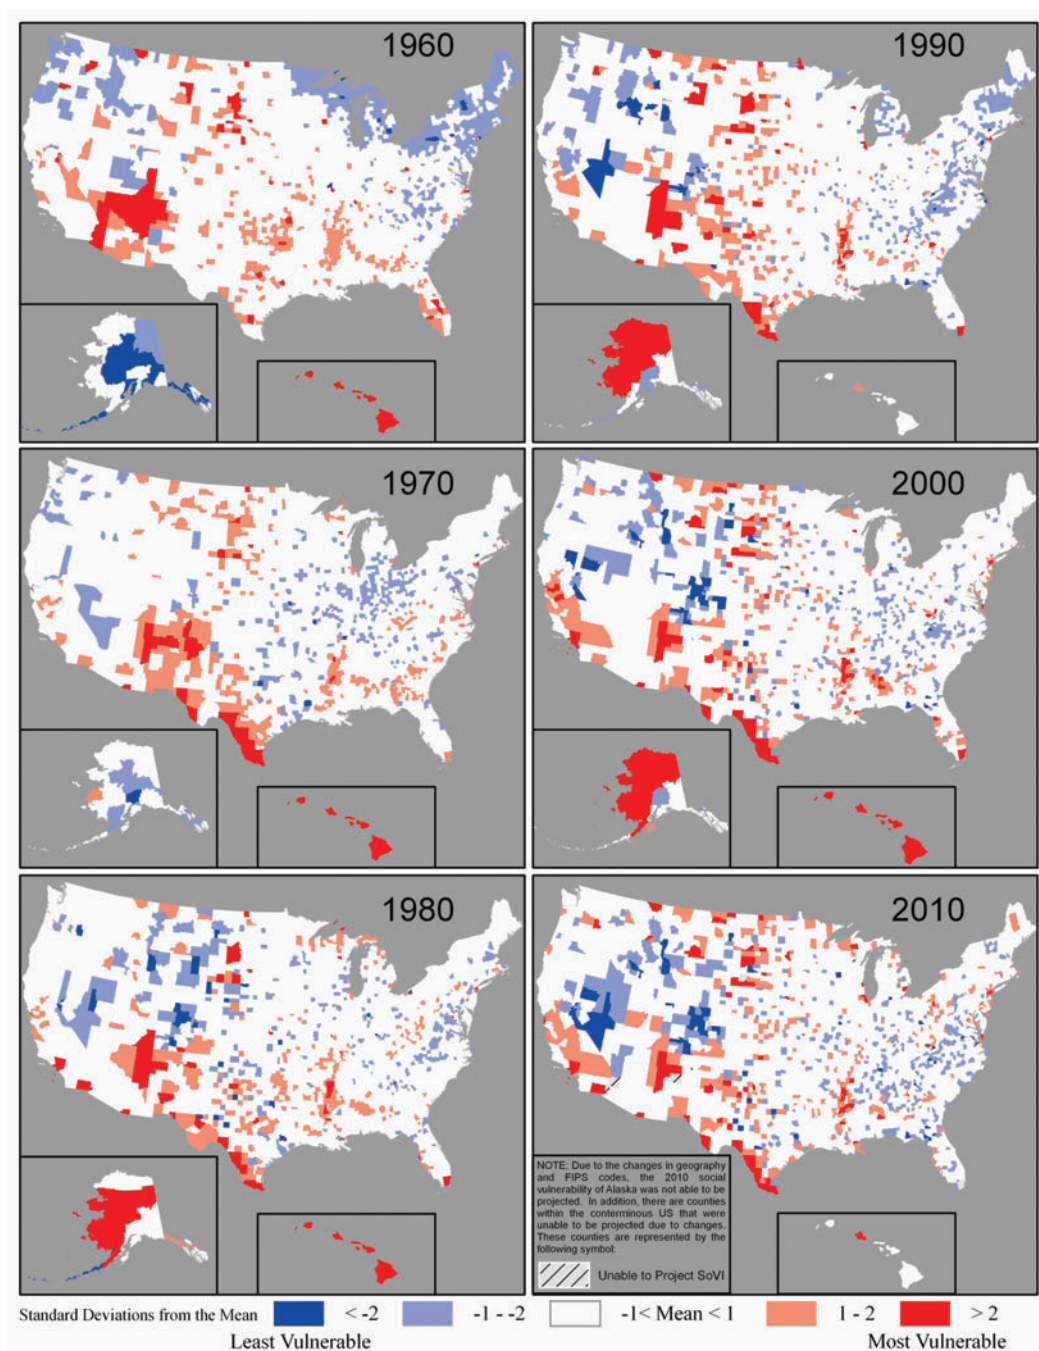 1960
1990
1970
2000
1980
2010
NOTE: Due to the changes in geography
and FIPS codes, the 2010 social
vulnerability of Alaska was not able to be
projected. In addition, there are counties
within the conterminous US that were
unable to be projected due to changes.
These counties are represented by the
following symbol:
Unable to Project SoVI
Standard Deviations from the Mean < -2 -1 - -2 -1< Mean < 1 1 - 2 > 2
Least Vulnerable Most Vulnerable